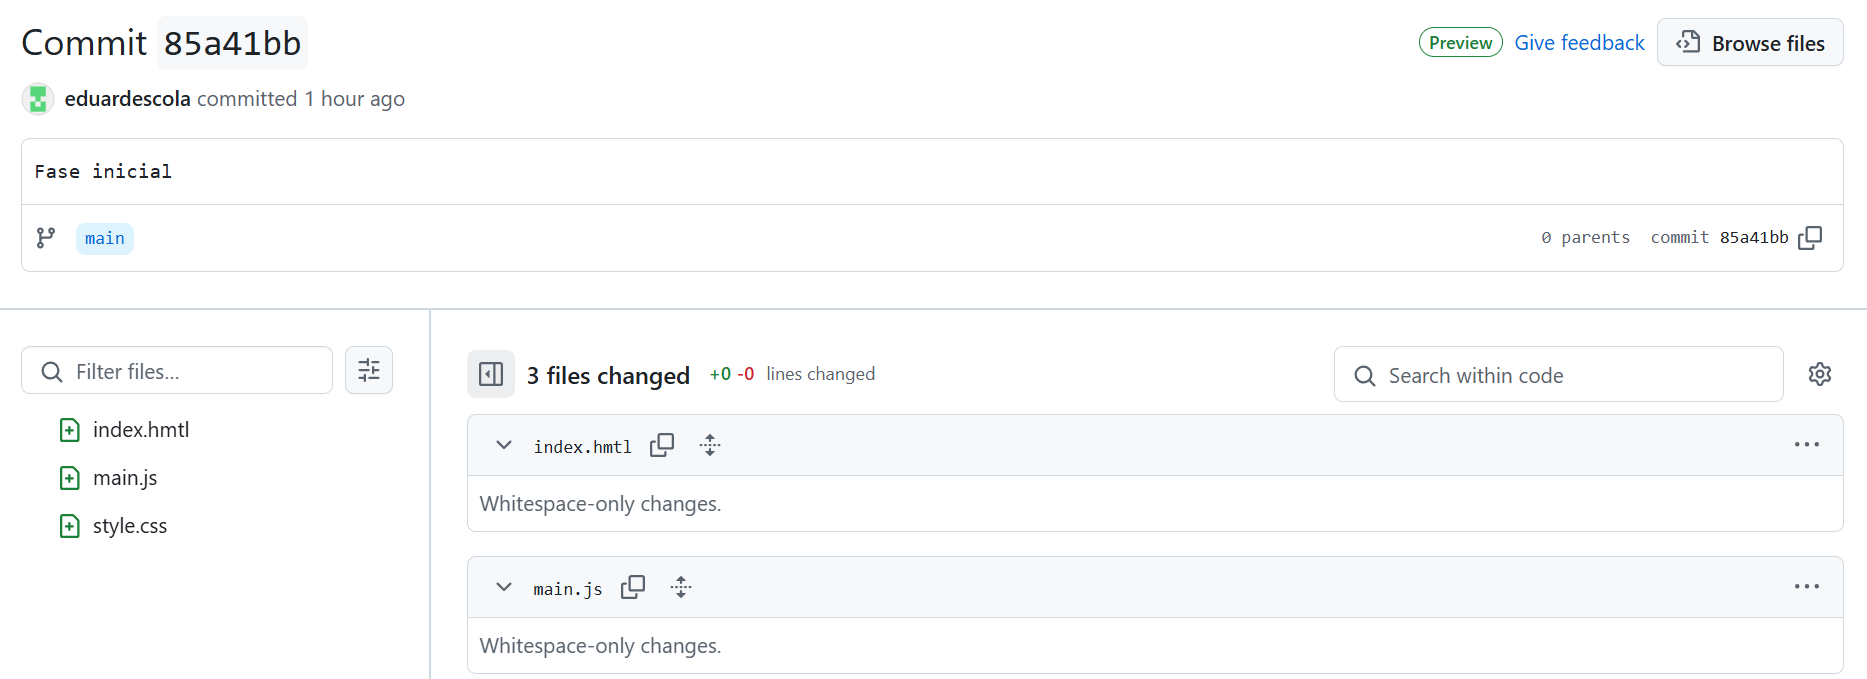 Commit 85a41bb
Preview Give feedback Browse files
eduardescola committed 1 hour ago
Fase inicial
main
0 parents commit 85a41bb
Filter files...
index.hmtl
main.js
style.css
3 files changed +0 -0 lines changed
Search within code
index.hmtl
Whitespace-only changes.
main.js
Whitespace-only changes.